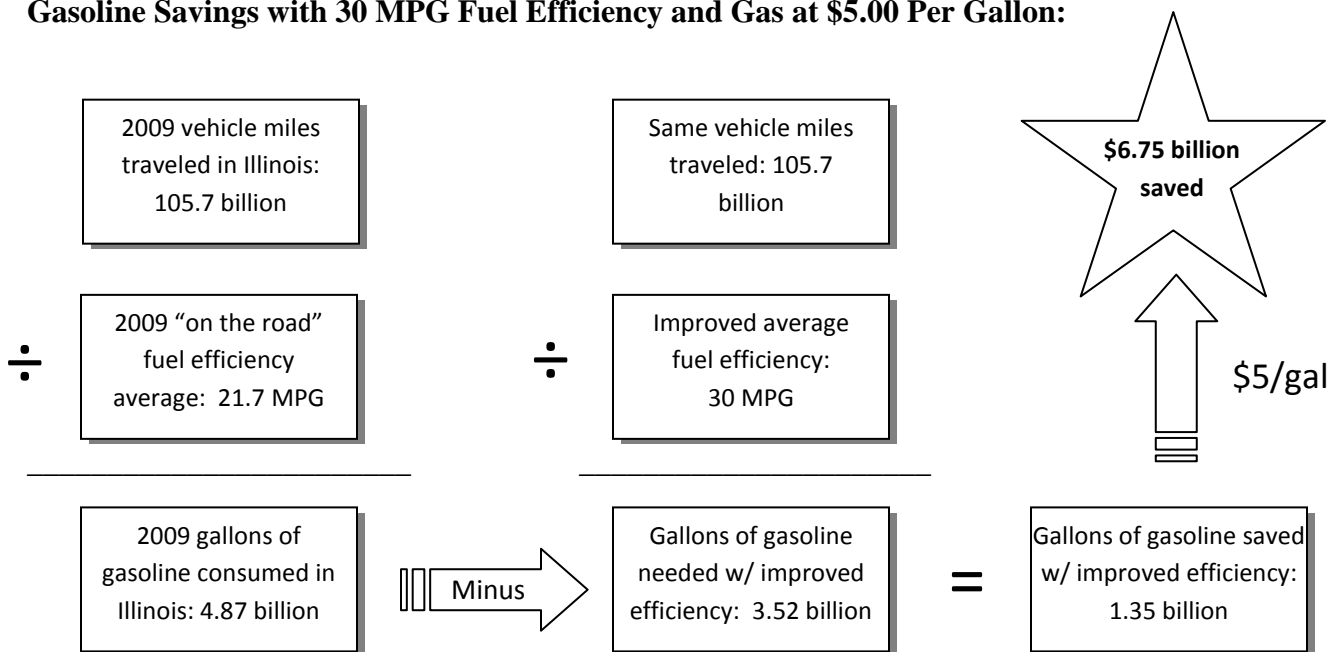 Gasoline Savings with 30 MPG Fuel Efficiency and Gas at $5.00 Per Gallon:
2009 vehicle miles
traveled in Illinois:
105.7 billion
Same vehicle miles
traveled: 105.7
billion
$6.75 billion
saved
÷
2009 “on the road”
fuel efficiency
average: 21.7 MPG
÷
Improved average
fuel efficiency:
30 MPG
$5/gal
2009 gallons of
gasoline consumed in
Illinois: 4.87 billion
Minus
Gallons of gasoline
needed w/ improved
efficiency: 3.52 billion
=
Gallons of gasoline saved
w/ improved efficiency:
1.35 billion